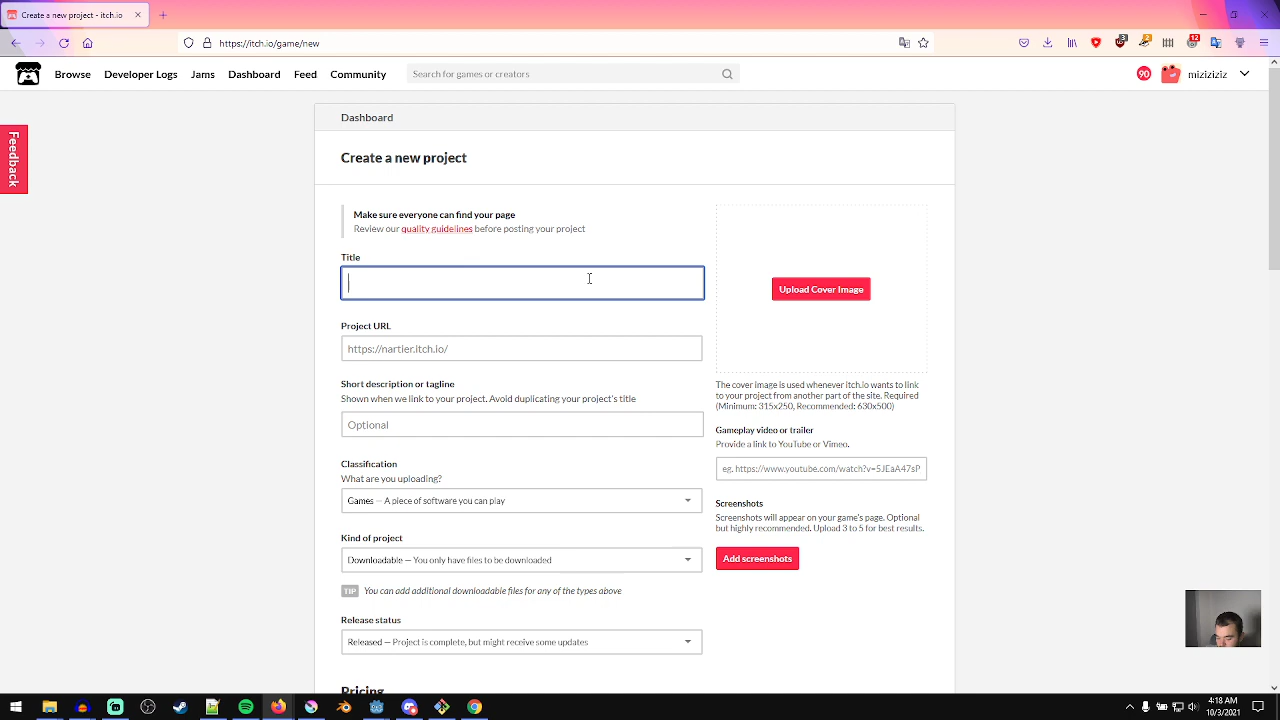 Create a new project - itch.io
https://itch.io/game/new
Browse
Developer Logs
Jams
Dashboard
Feed
Community
Search for games or creators
90
miziziziz
Feedback
Dashboard
Create a new project
Make sure everyone can find your page
Review our quality guidelines before posting your project
Title
Project URL
https://nartier.itch.io/
Short description or tagline
Shown when we link to your project. Avoid duplicating your project's title
Optional
Classification
What are you uploading?
Games — A piece of software you can play
Kind of project
Downloadable — You only have files to be downloaded
TIP You can add additional downloadable files for any of the types above
Release status
Released — Project is complete, but might receive some updates
Pricing
Upload Cover Image
The cover image is used whenever itch.io wants to link
to your project from another part of the site. Required
(Minimum: 315x250, Recommended: 630x500)
Gameplay video or trailer
Provide a link to YouTube or Vimeo.
eg. https://www.youtube.com/watch?v=5JEaA47sP
Screenshots
Screenshots will appear on your game's page. Optional
but highly recommended. Upload 3 to 5 for best results.
Add screenshots
4:18 AM
10/3/2021